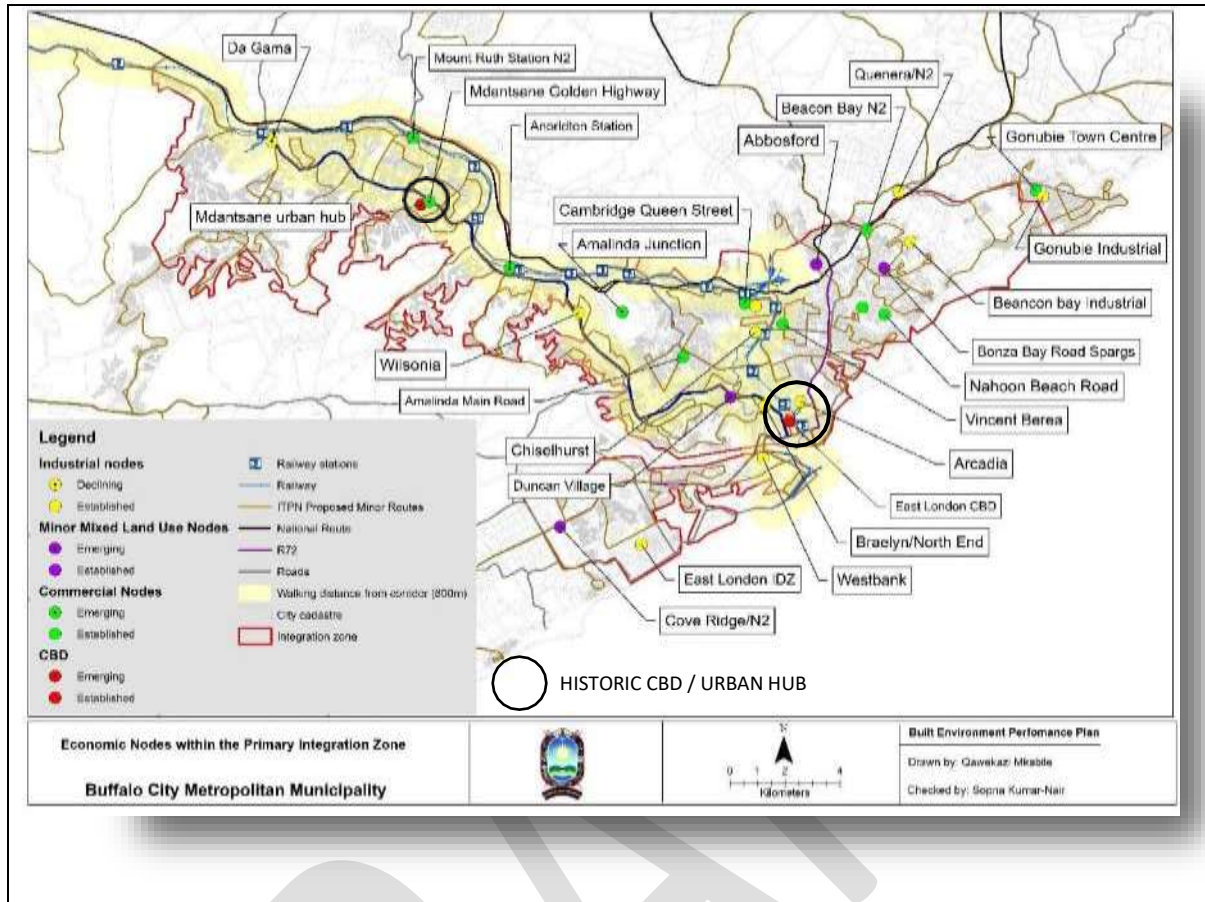 Da Gama
Mount Ruth Station N2
Mdantsane Golden Highway
Quenera/N2
Beacon Bay N2
Anoriciton Station
Abbosford
Gonubie Town Centre
Mdantsane urban hub
Cambridge Queen Street
Amalinda Junction
Gonubie Industrial
Beancon bay Industrial
Wilsonia
Bonza Bay Road Spargs
Nahoon Beach Road
Amalinda Main Road
Vincent Berea
Chiselhurst
Arcadia
Duncan Village
East London CBD
Braelyn/North End
East London IDZ
Westbank
Cove Ridge/N2
Legend
Industrial nodes
Declining
Established
Minor Mixed Land Use Nodes
Emerging
Established
Commercial Nodes
Emerging
Established
CBD
Emerging
Established
Railway stations
Railway
ITPN Proposed Minor Routes
National Route
R72
Roads
Walking distance from corridor (800m)
City cadastre
Integration zone
HISTORIC CBD / URBAN HUB
Economic Nodes within the Primary Integration Zone
Buffalo City Metropolitan Municipality
N
0 1 2 4
Kilometers
Built Environment Perfomance Plan
Drawn by: Qawekazi Mkabile
Checked by: Sopna Kumar-Nair